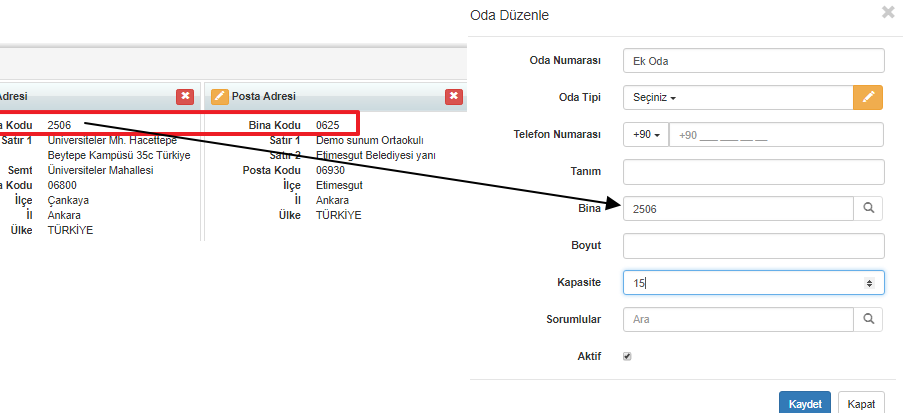 dresi
Posta Adresi
a Kodu 2506
Satır 1 Üniversiteler Mh. Hacettepe
Beytepe Kampüsü 35c Türkiye
Semt Üniversiteler Mahallesi
a Kodu 06800
İlçe Çankaya
İl Ankara
Ülke TÜRKİYE
Bina Kodu 0625
Satır 1 Demo sunum Ortaokulı
Satır 2 Etimesgut Belediyesi yanı
Posta Kodu 06930
İlçe Etimesgut
İl Ankara
Ülke TÜRKİYE
Oda Düzenle
Oda Numarası Ek Oda
Oda Tipi Seçiniz
Telefon Numarası +90 +90 ___ ___ __ __
Tanım
Bina 2506
Boyut
Kapasite 15
Sorumlular Ara
Aktif
Kaydet Kapat